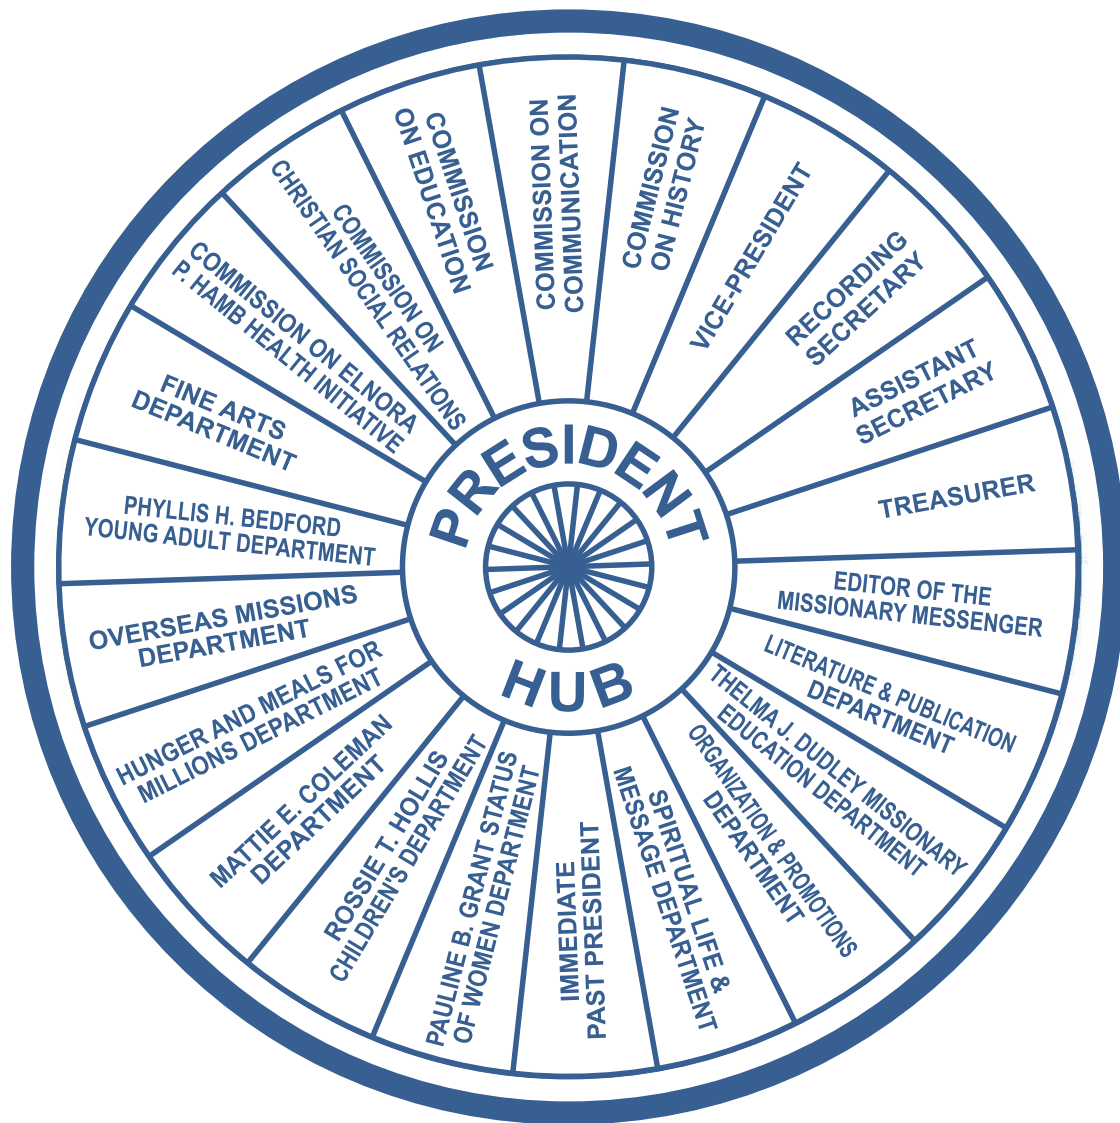 PRESIDENT
HUB
COMMISSION ON
COMMUNICATION
COMMISSION
ON HISTORY
VICE-PRESIDENT
RECORDING
SECRETARY
ASSISTANT
SECRETARY
TREASURER
EDITOR OF THE
MISSIONARY MESSENGER
LITERATURE & PUBLICATION
DEPARTMENT
THELMA J. DUDLEY MISSIONARY
EDUCATION DEPARTMENT
ORGANIZATION & PROMOTIONS
DEPARTMENT
SPIRITUAL LIFE &
MESSAGE DEPARTMENT
IMMEDIATE
PAST PRESIDENT
PAULINE B. GRANT STATUS
OF WOMEN DEPARTMENT
ROSSIE T. HOLLIS
CHILDREN'S DEPARTMENT
MATTIE E. COLEMAN
DEPARTMENT
HUNGER AND MEALS FOR
MILLIONS DEPARTMENT
OVERSEAS MISSIONS
DEPARTMENT
PHYLLIS H. BEDFORD
YOUNG ADULT DEPARTMENT
FINE ARTS
DEPARTMENT
COMMISSION ON ELNORA
P. HAMB HEALTH INITIATIVE
COMMISSION ON
CHRISTIAN SOCIAL RELATIONS
COMMISSION
ON EDUCATION